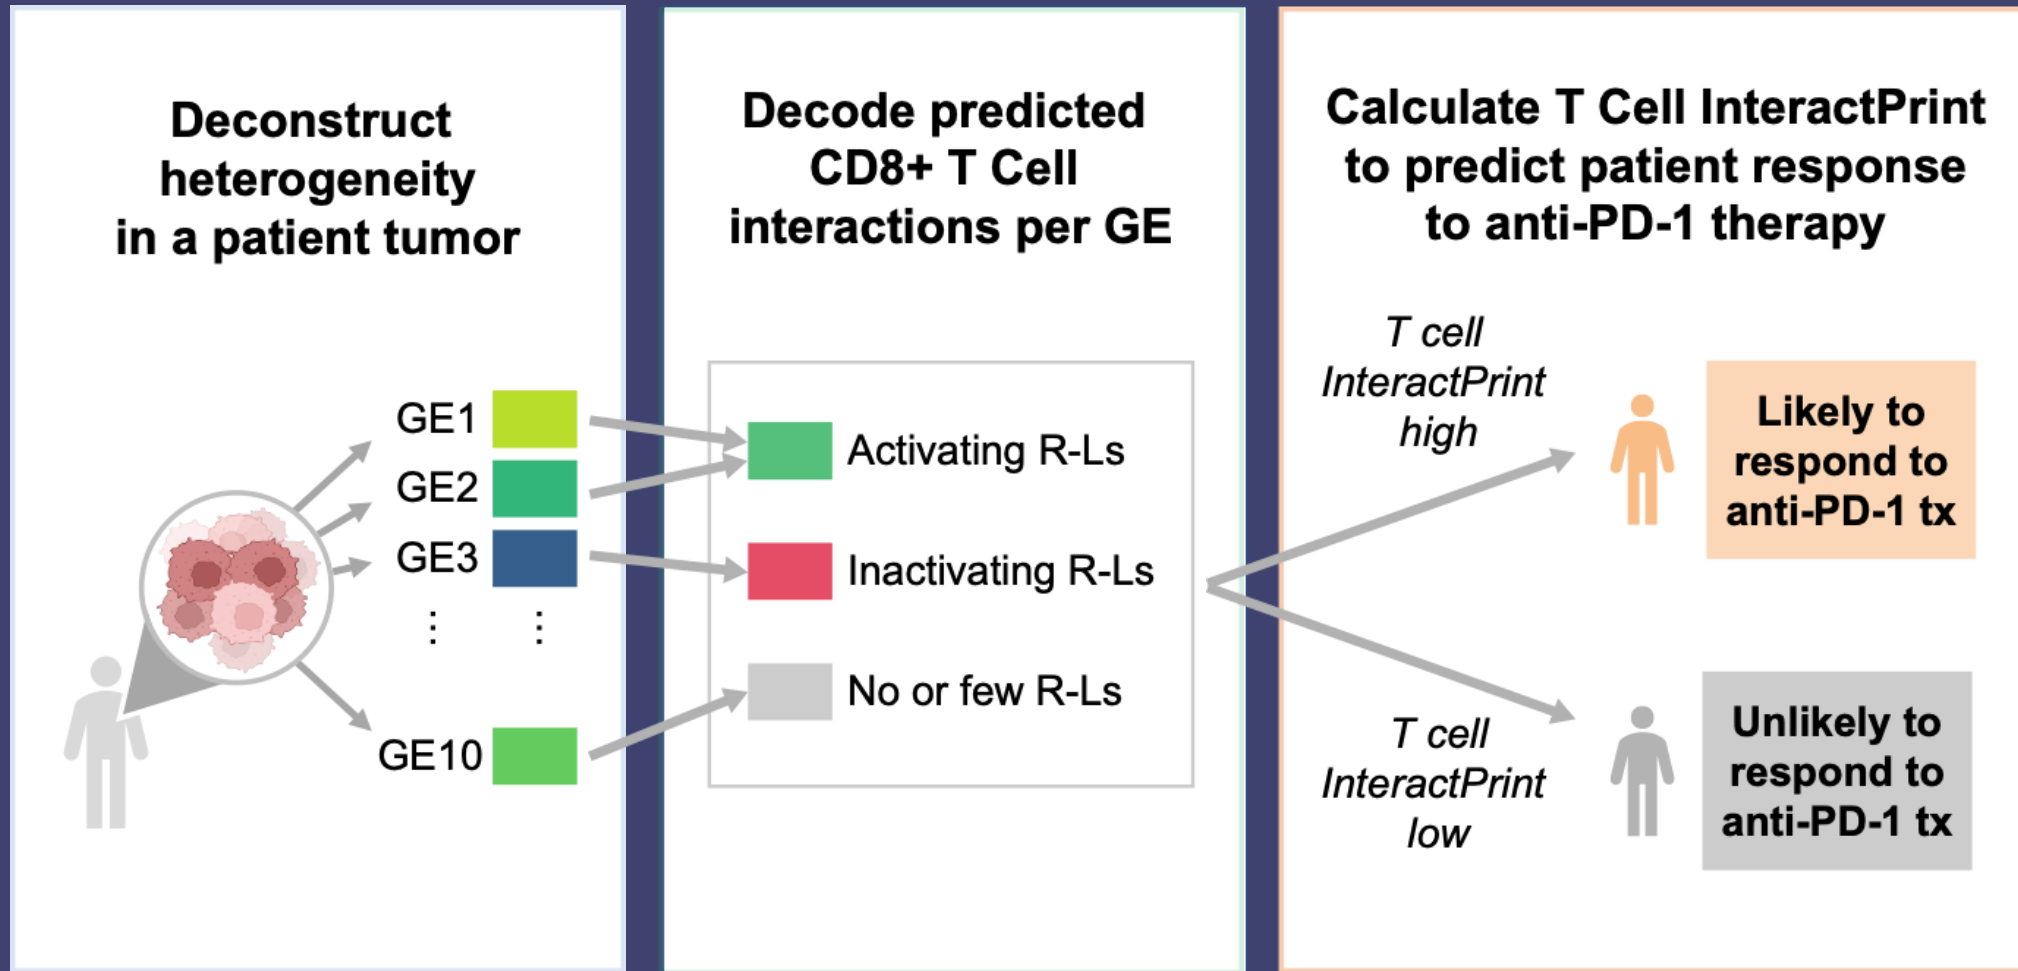 Deconstruct
heterogeneity
in a patient tumor
GE1
GE2
GE3
⋮ ⋮
GE10
Decode predicted
CD8+ T Cell
interactions per GE
Activating R-Ls
Inactivating R-Ls
No or few R-Ls
Calculate T Cell InteractPrint
to predict patient response
to anti-PD-1 therapy
T cell
InteractPrint
high
Likely to
respond to
anti-PD-1 tx
T cell
InteractPrint
low
Unlikely to
respond to
anti-PD-1 tx